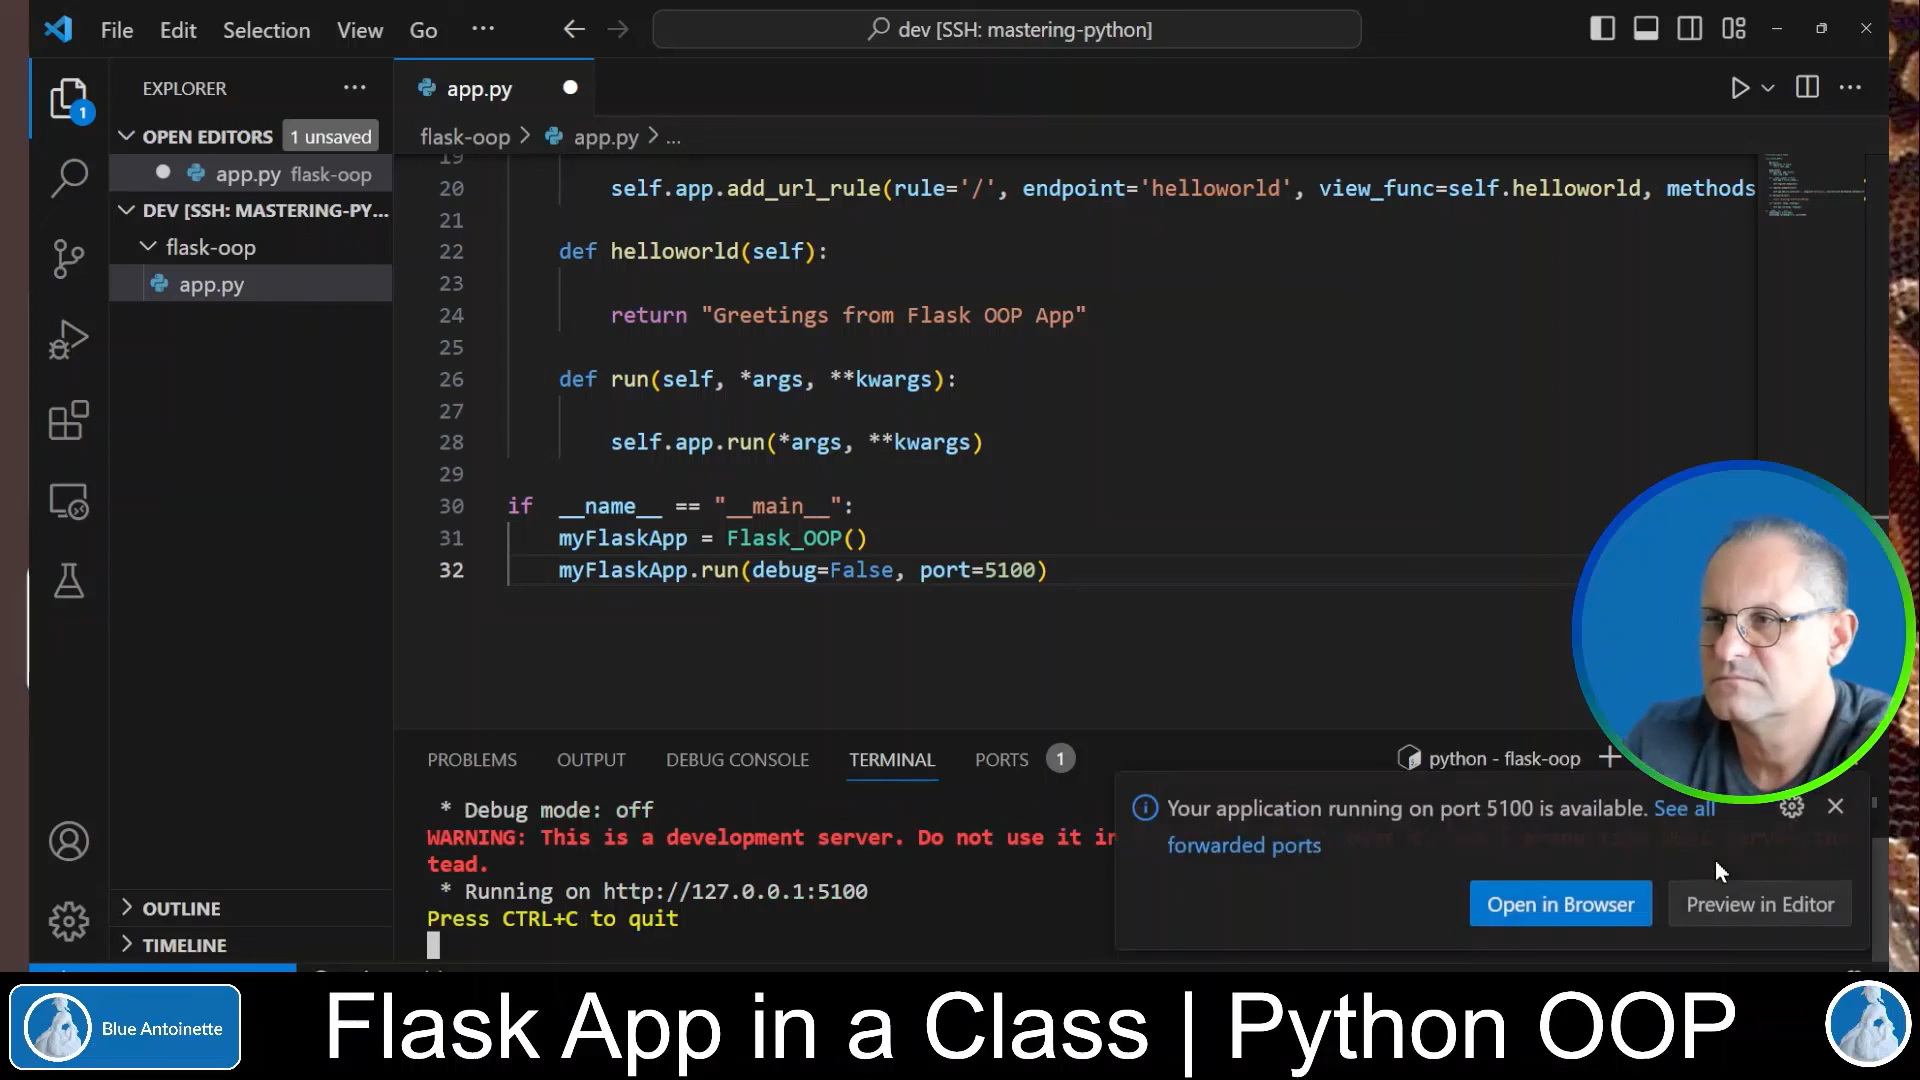 File Edit Selection View Go ...
dev [SSH: mastering-python]
EXPLORER ...
app.py
OPEN EDITORS 1 unsaved
app.py flask-oop
DEV [SSH: MASTERING-PY...
flask-oop
app.py
1
flask-oop > app.py > ...
19
20 self.app.add_url_rule(rule='/', endpoint='helloworld', view_func=self.helloworld, methods
21
22 def helloworld(self):
23
24 return "Greetings from Flask OOP App"
25
26 def run(self, *args, **kwargs):
27
28 self.app.run(*args, **kwargs)
29
30 if __name__ == "__main__":
31 myFlaskApp = Flask_OOP()
32 myFlaskApp.run(debug=False, port=5100)
PROBLEMS OUTPUT DEBUG CONSOLE TERMINAL PORTS 1
python - flask-oop
* Debug mode: off
WARNING: This is a development server. Do not use it in
tead.
* Running on http://127.0.0.1:5100
Press CTRL+C to quit
Your application running on port 5100 is available. See all
forwarded ports
Open in Browser Preview in Editor
OUTLINE
TIMELINE
Blue Antoinette
Flask App in a Class | Python OOP